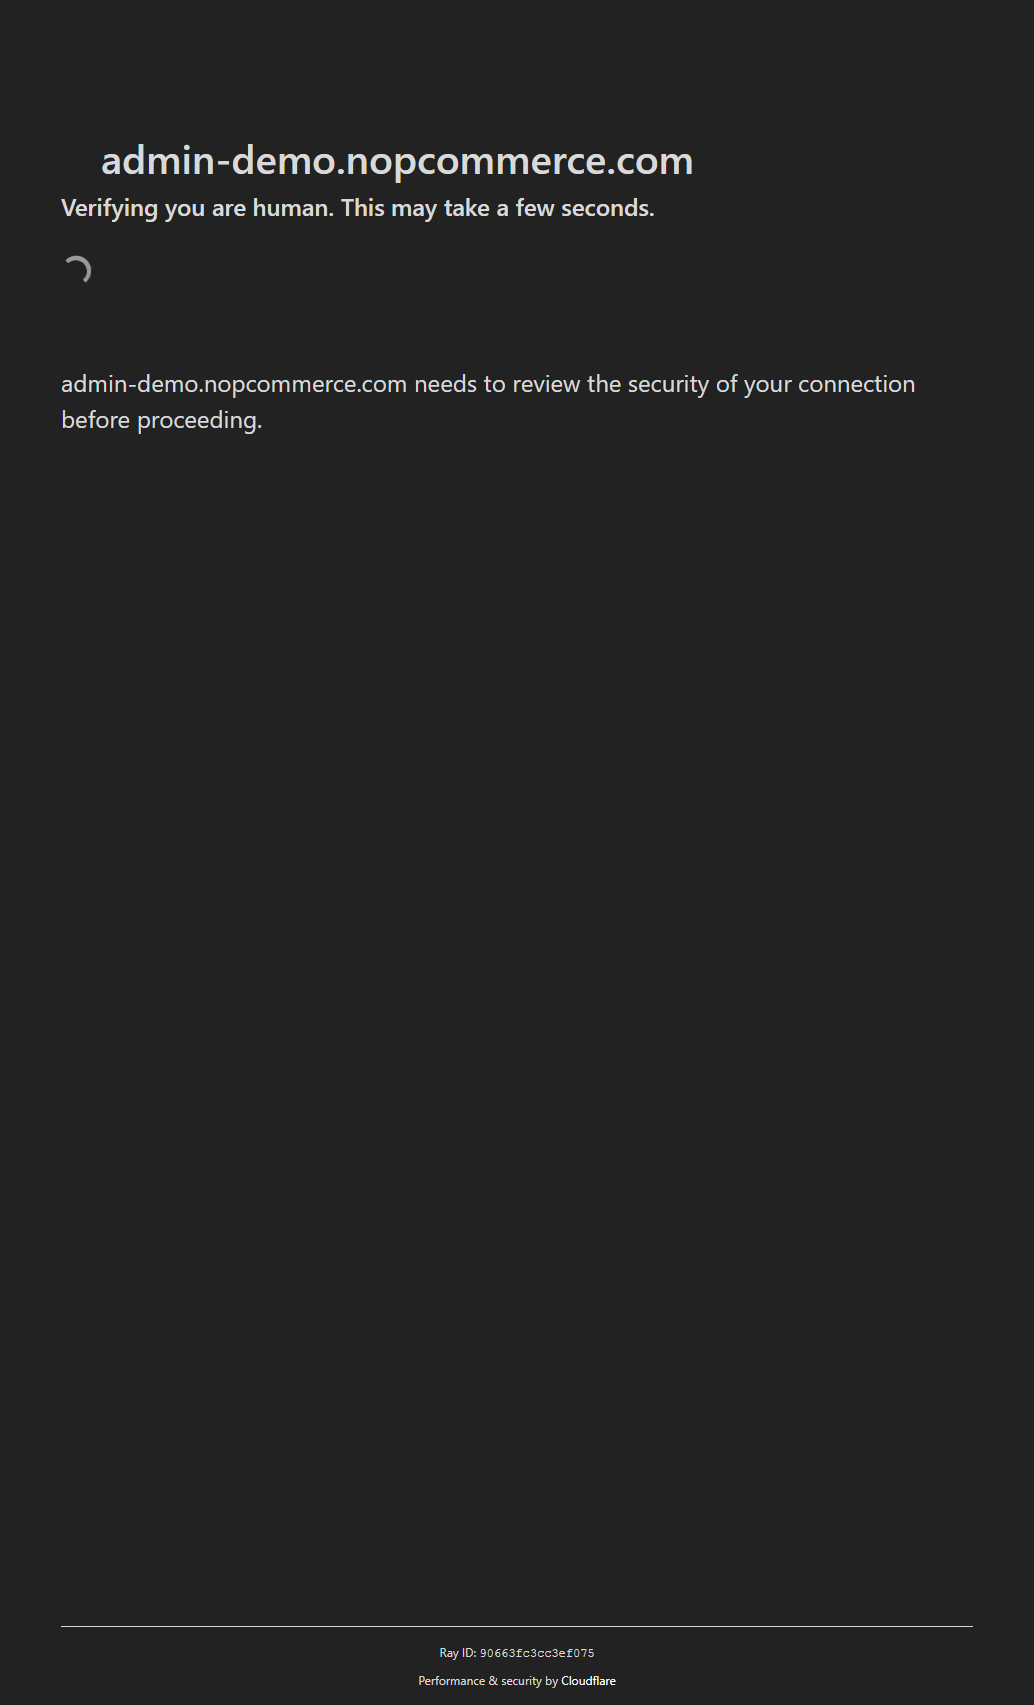 admin-demo.nopcommerce.com
Verifying you are human. This may take a few seconds.
admin-demo.nopcommerce.com needs to review the security of your connection
before proceeding.
Ray ID: 90663fc3cc3ef075
Performance & security by Cloudflare